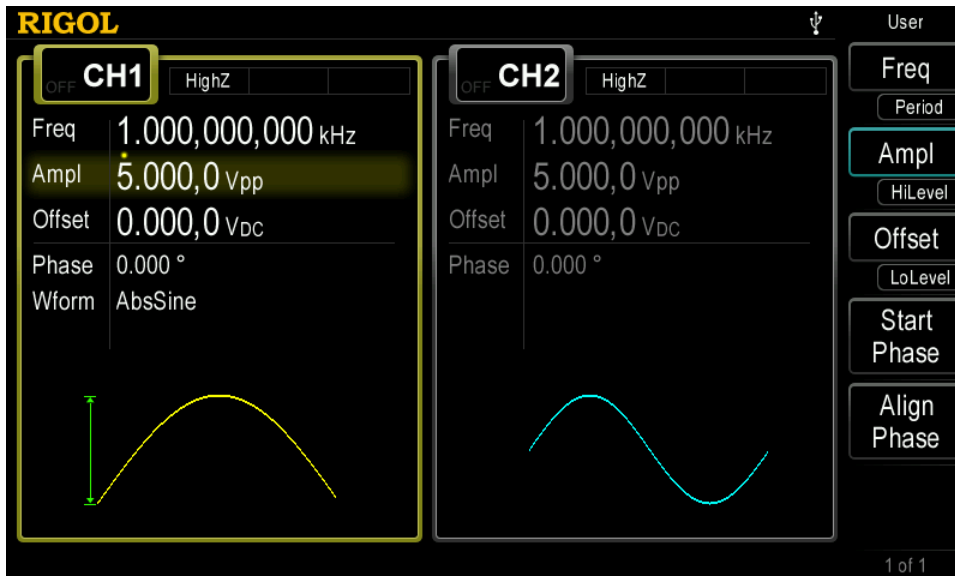 RIGOL
User
OFF CH1 HighZ
Freq 1.000,000,000 kHz
Ampl 5.000,0 Vpp
Offset 0.000,0 VDC
Phase 0.000 °
Wform AbsSine
OFF CH2 HighZ
Freq 1.000,000,000 kHz
Ampl 5.000,0 Vpp
Offset 0.000,0 VDC
Phase 0.000 °
Freq
Period
Ampl
HiLevel
Offset
LoLevel
Start
Phase
Align
Phase
1 of 1